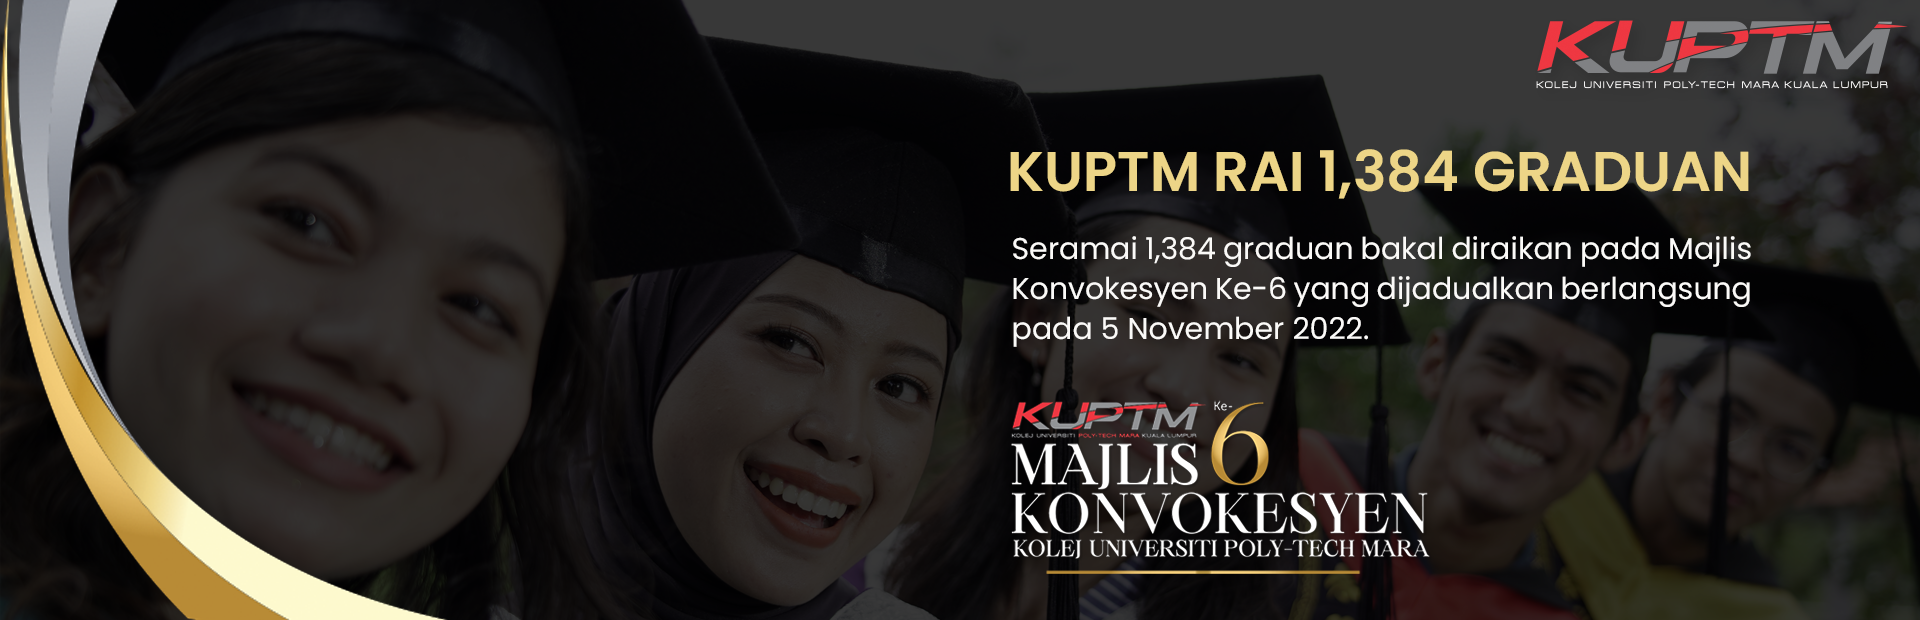 KUPTM
KOLEJ UNIVERSITI POLY-TECH MARA KUALA LUMPUR
KUPTM RAI 1,384 GRADUAN
Seramai 1,384 graduan bakal diraikan pada Majlis
Konvokesyen Ke-6 yang dijadualkan berlangsung
pada 5 November 2022.
KUPTM
KOLEJ UNIVERSITI POLY-TECH MARA KUALA LUMPUR
MAJLIS Ke-6
KONVOKESYEN
KOLEJ UNIVERSITI POLY-TECH MARA